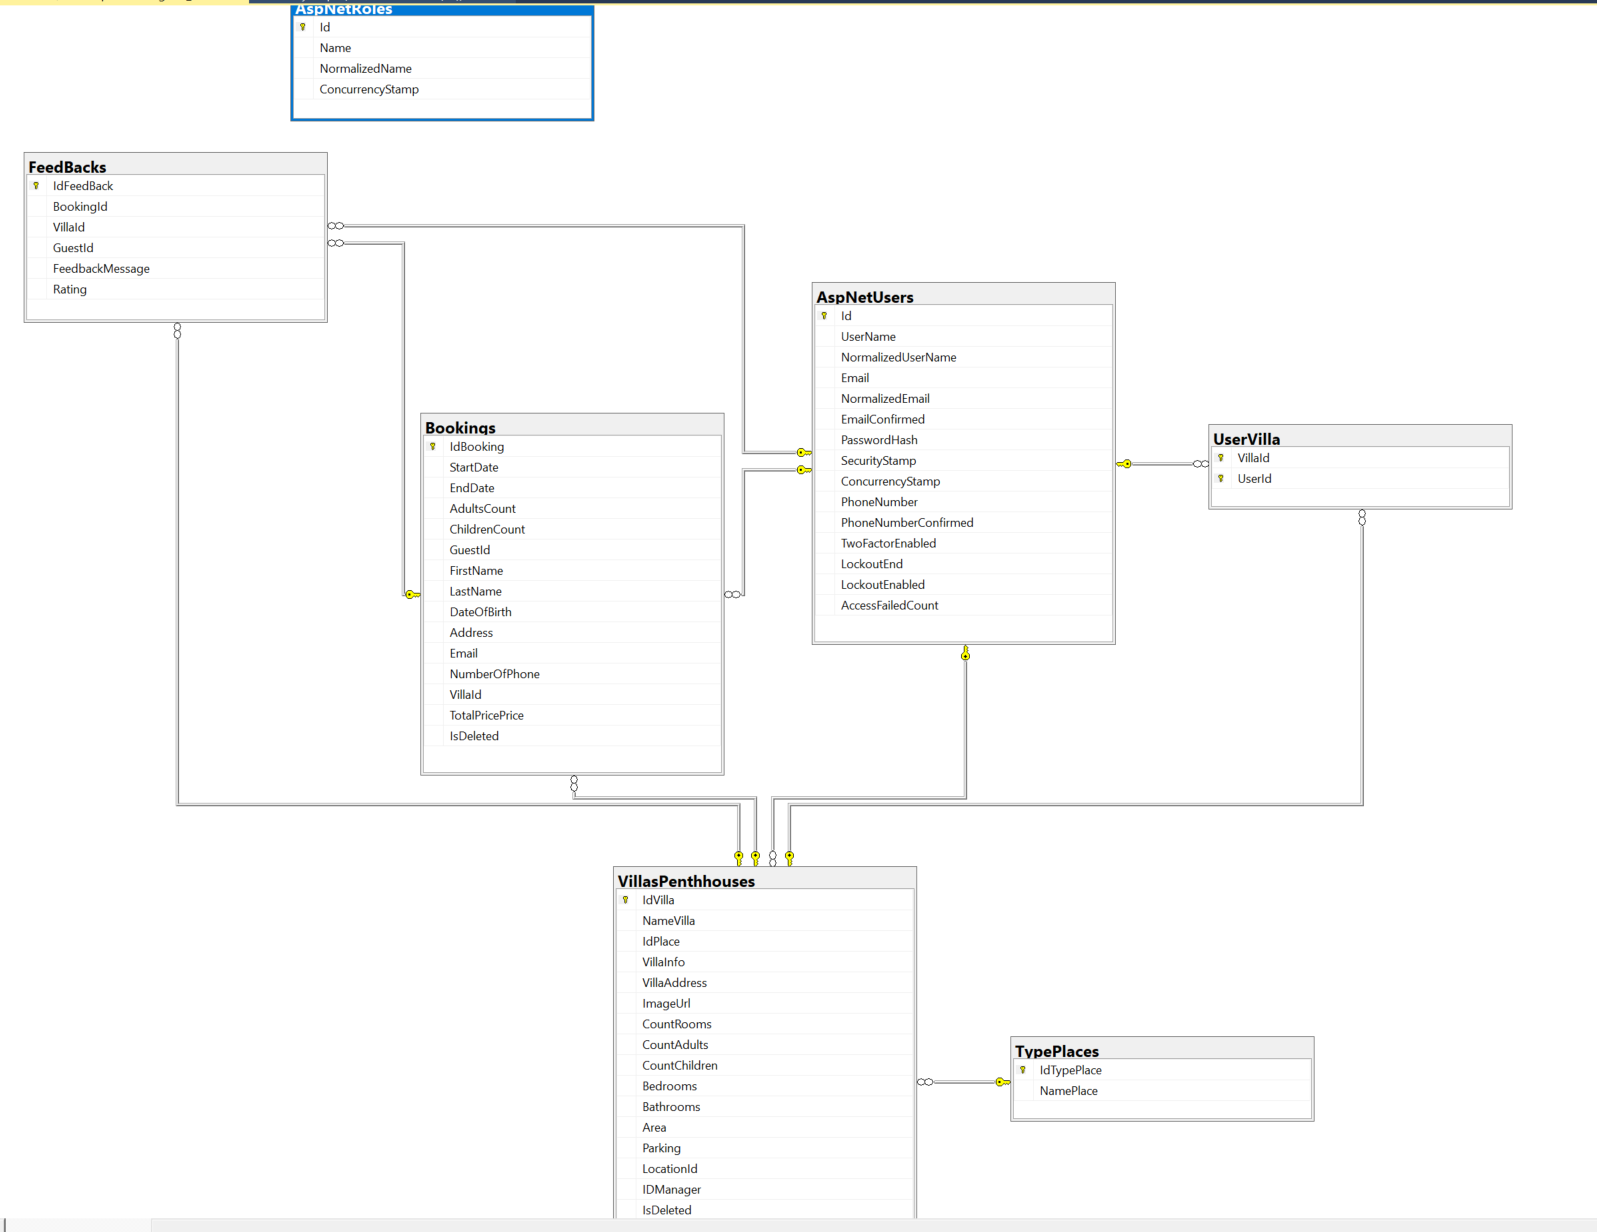 AspNetRoles
Id
Name
NormalizedName
ConcurrencyStamp
FeedBacks
IdFeedBack
BookingId
VillaId
GuestId
FeedbackMessage
Rating
AspNetUsers
Id
UserName
NormalizedUserName
Email
NormalizedEmail
EmailConfirmed
PasswordHash
SecurityStamp
ConcurrencyStamp
PhoneNumber
PhoneNumberConfirmed
TwoFactorEnabled
LockoutEnd
LockoutEnabled
AccessFailedCount
Bookings
IdBooking
StartDate
EndDate
AdultsCount
ChildrenCount
GuestId
FirstName
LastName
DateOfBirth
Address
Email
NumberOfPhone
VillaId
TotalPricePrice
IsDeleted
UserVilla
VillaId
UserId
VillasPenthhouses
IdVilla
NameVilla
IdPlace
VillaInfo
VillaAddress
ImageUrl
CountRooms
CountAdults
CountChildren
Bedrooms
Bathrooms
Area
Parking
LocationId
IDManager
IsDeleted
TypePlaces
IdTypePlace
NamePlace